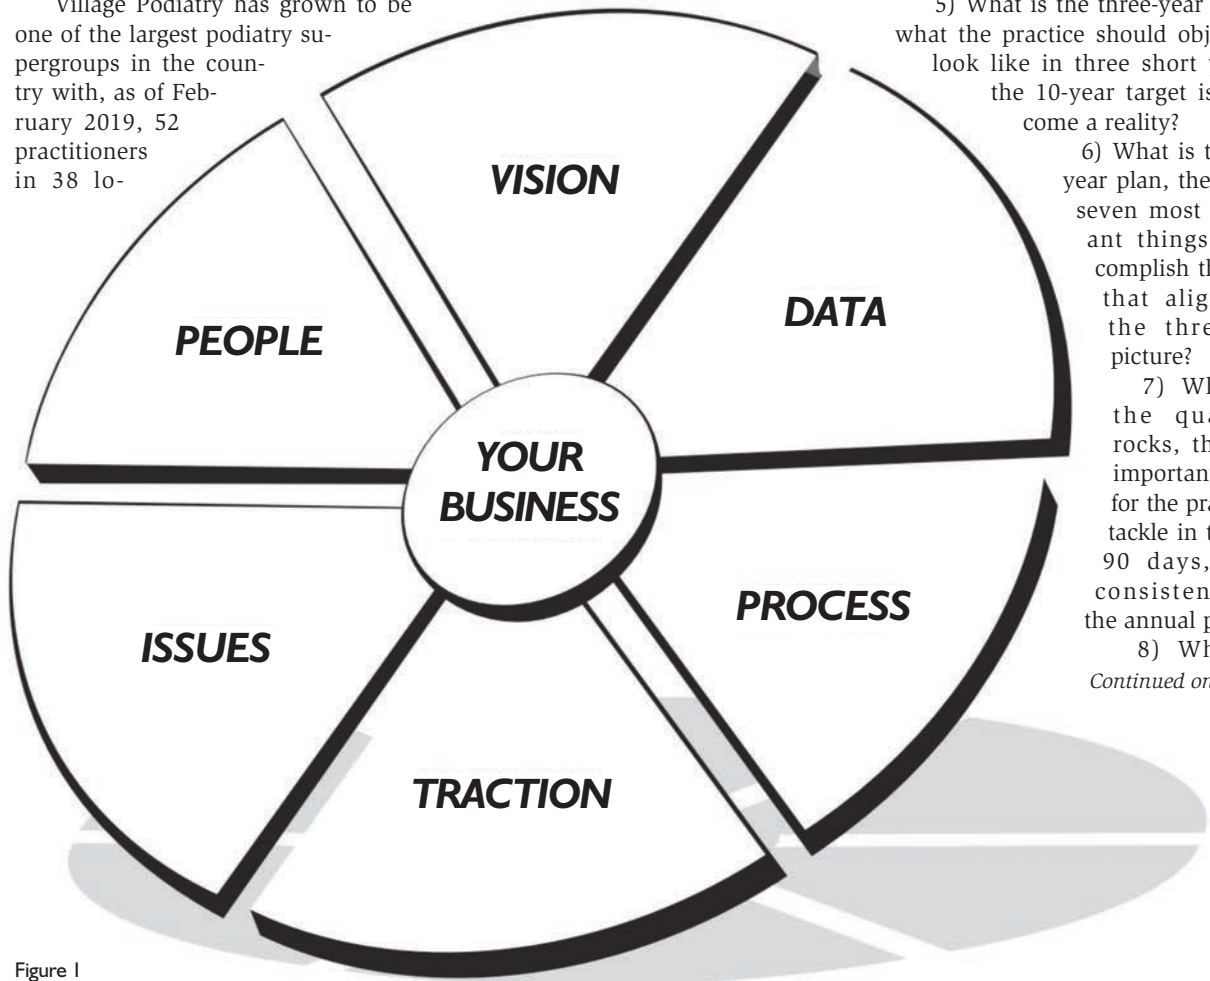 Village Podiatry has grown to be
one of the largest podiatry su-
pergroups in the coun-
try with, as of Feb-
ruary 2019, 52
practitioners
in 38 lo-
VISION
DATA
PEOPLE
YOUR
BUSINESS
PROCESS
ISSUES
TRACTION
Figure 1
5) What is the three-year
what the practice should obj
look like in three short
the 10-year target is
come a reality?
6) What is t
year plan, the
seven most
ant things
complish th
that alig
the thre
picture?
7) Wh
the qua
rocks, th
important
for the pra
tackle in t
90 days,
consisten
the annual p
8) Wh
Continued on